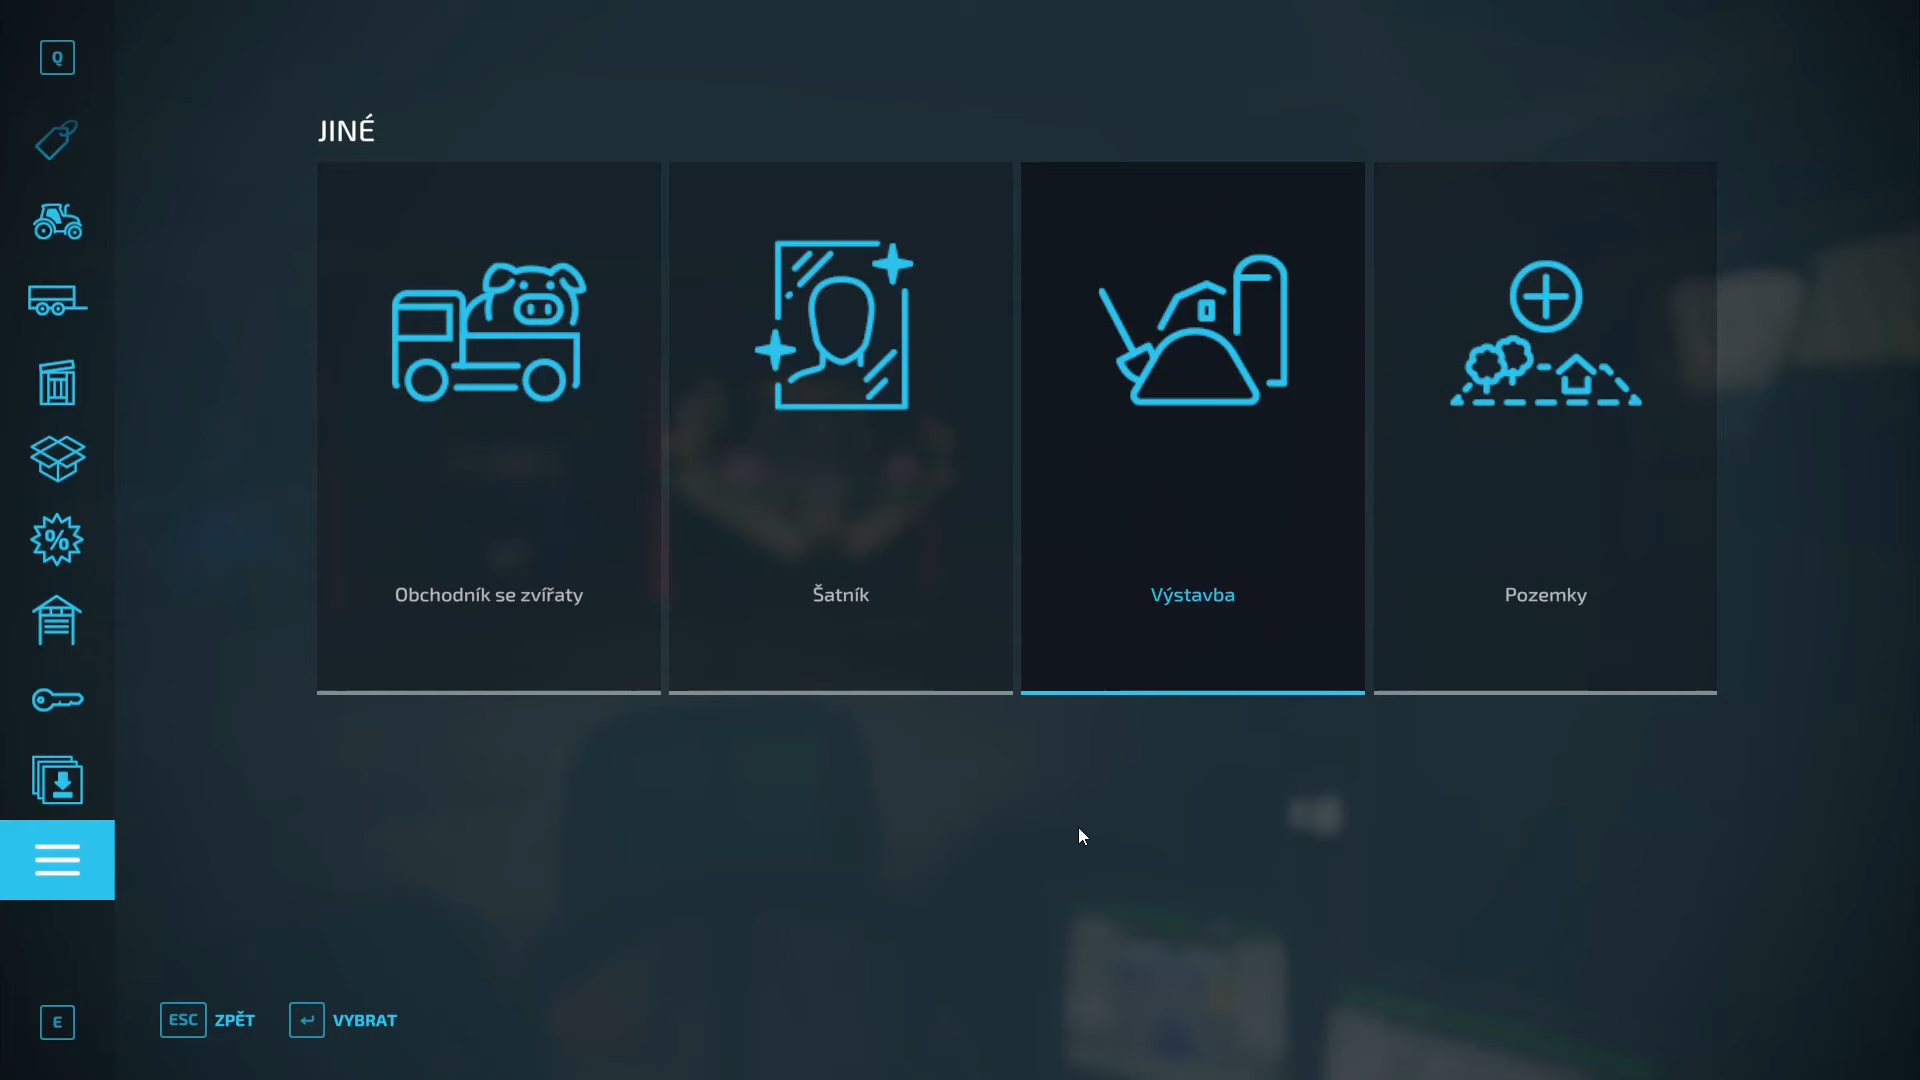 Q
JINÉ
Obchodník se zvířaty
Šatník
Výstavba
Pozemky
E
ESC ZPĚT
VYBRAT